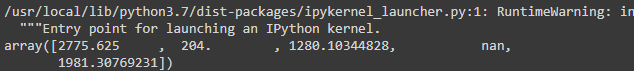 /usr/local/lib/python3.7/dist-packages/ipykernel_launcher.py:1: RuntimeWarning: in
"""Entry point for launching an IPython kernel.
array([2775.625     ,  204.        , 1280.10344828,           nan,
       1981.30769231])